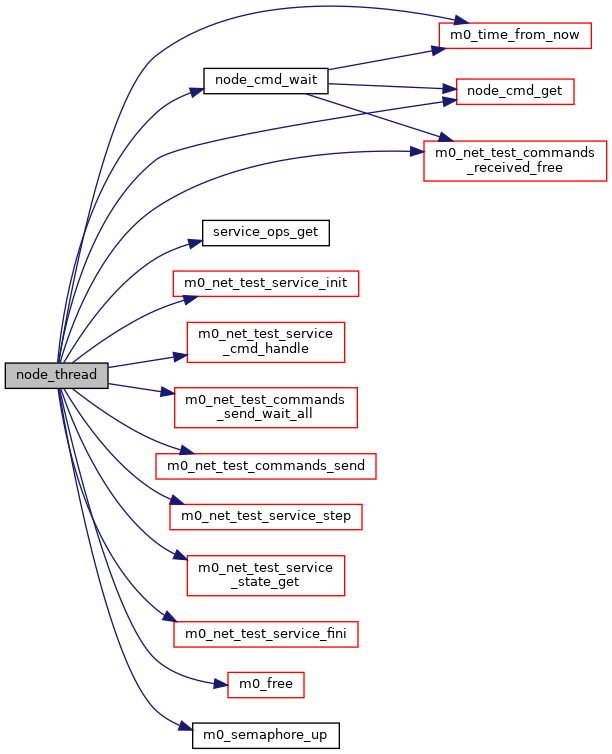 m0_time_from_now
node_cmd_wait
node_cmd_get
m0_net_test_commands
_received_free
service_ops_get
m0_net_test_service_init
m0_net_test_service
_cmd_handle
node_thread
m0_net_test_commands
_send_wait_all
m0_net_test_commands_send
m0_net_test_service_step
m0_net_test_service
_state_get
m0_net_test_service_fini
m0_free
m0_semaphore_up